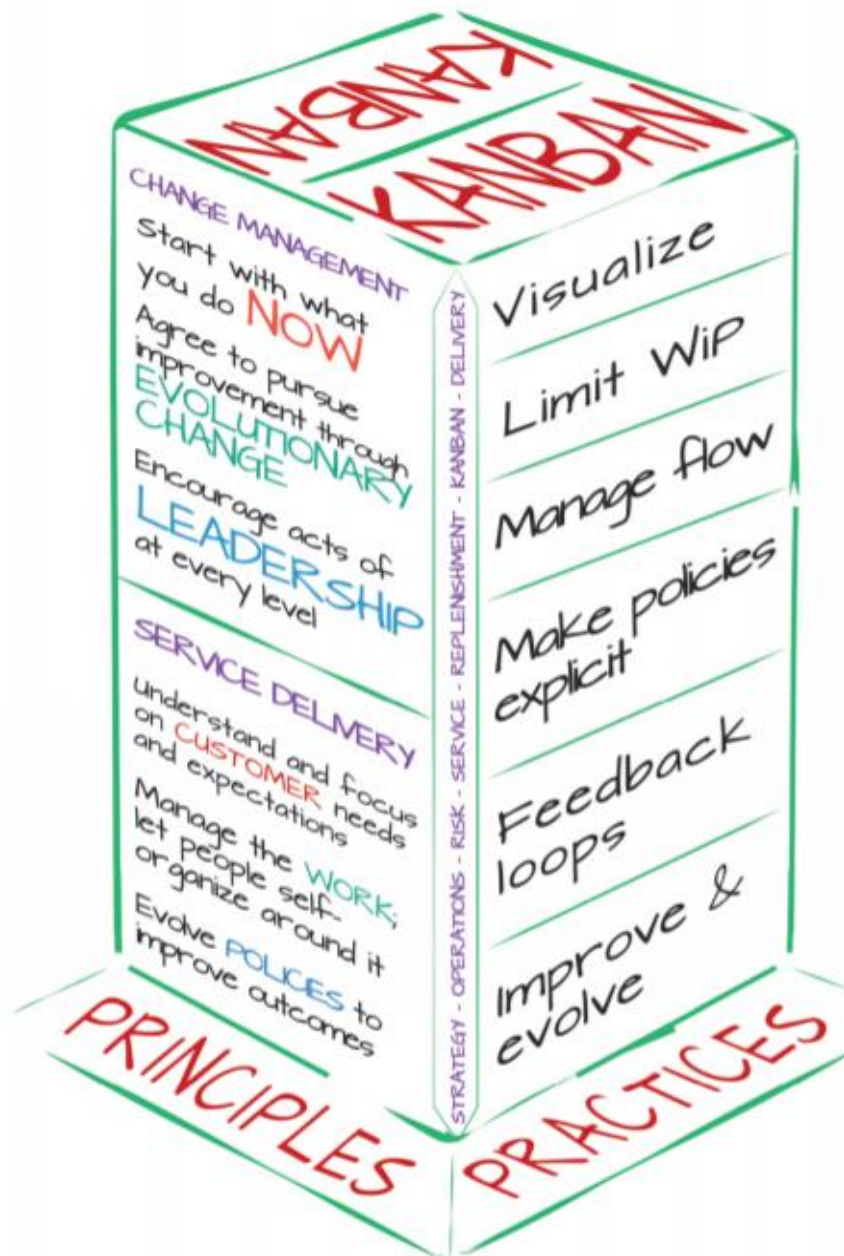 KANBAN
KANBAN
CHANGE MANAGEMENT
Start with what
you do NOW
Agree to pursue
improvement through
EVOLUTIONARY
CHANGE
Encourage acts of
LEADERSHIP
at every level
SERVICE DELIVERY
understand and focus
on CUSTOMER needs
and expectations
Manage the WORK;
let people self-
organize around it
Evolve POLICIES to
improve outcomes
PRINCIPLES
STRATEGY - OPERATIONS - RISK - SERVICE - REPLENISHMENT - KANBAN - DELIVERY
Visualize
Limit WiP
Manage flow
Make policies
explicit
Feedback
loops
Improve &
evolve
PRACTICES